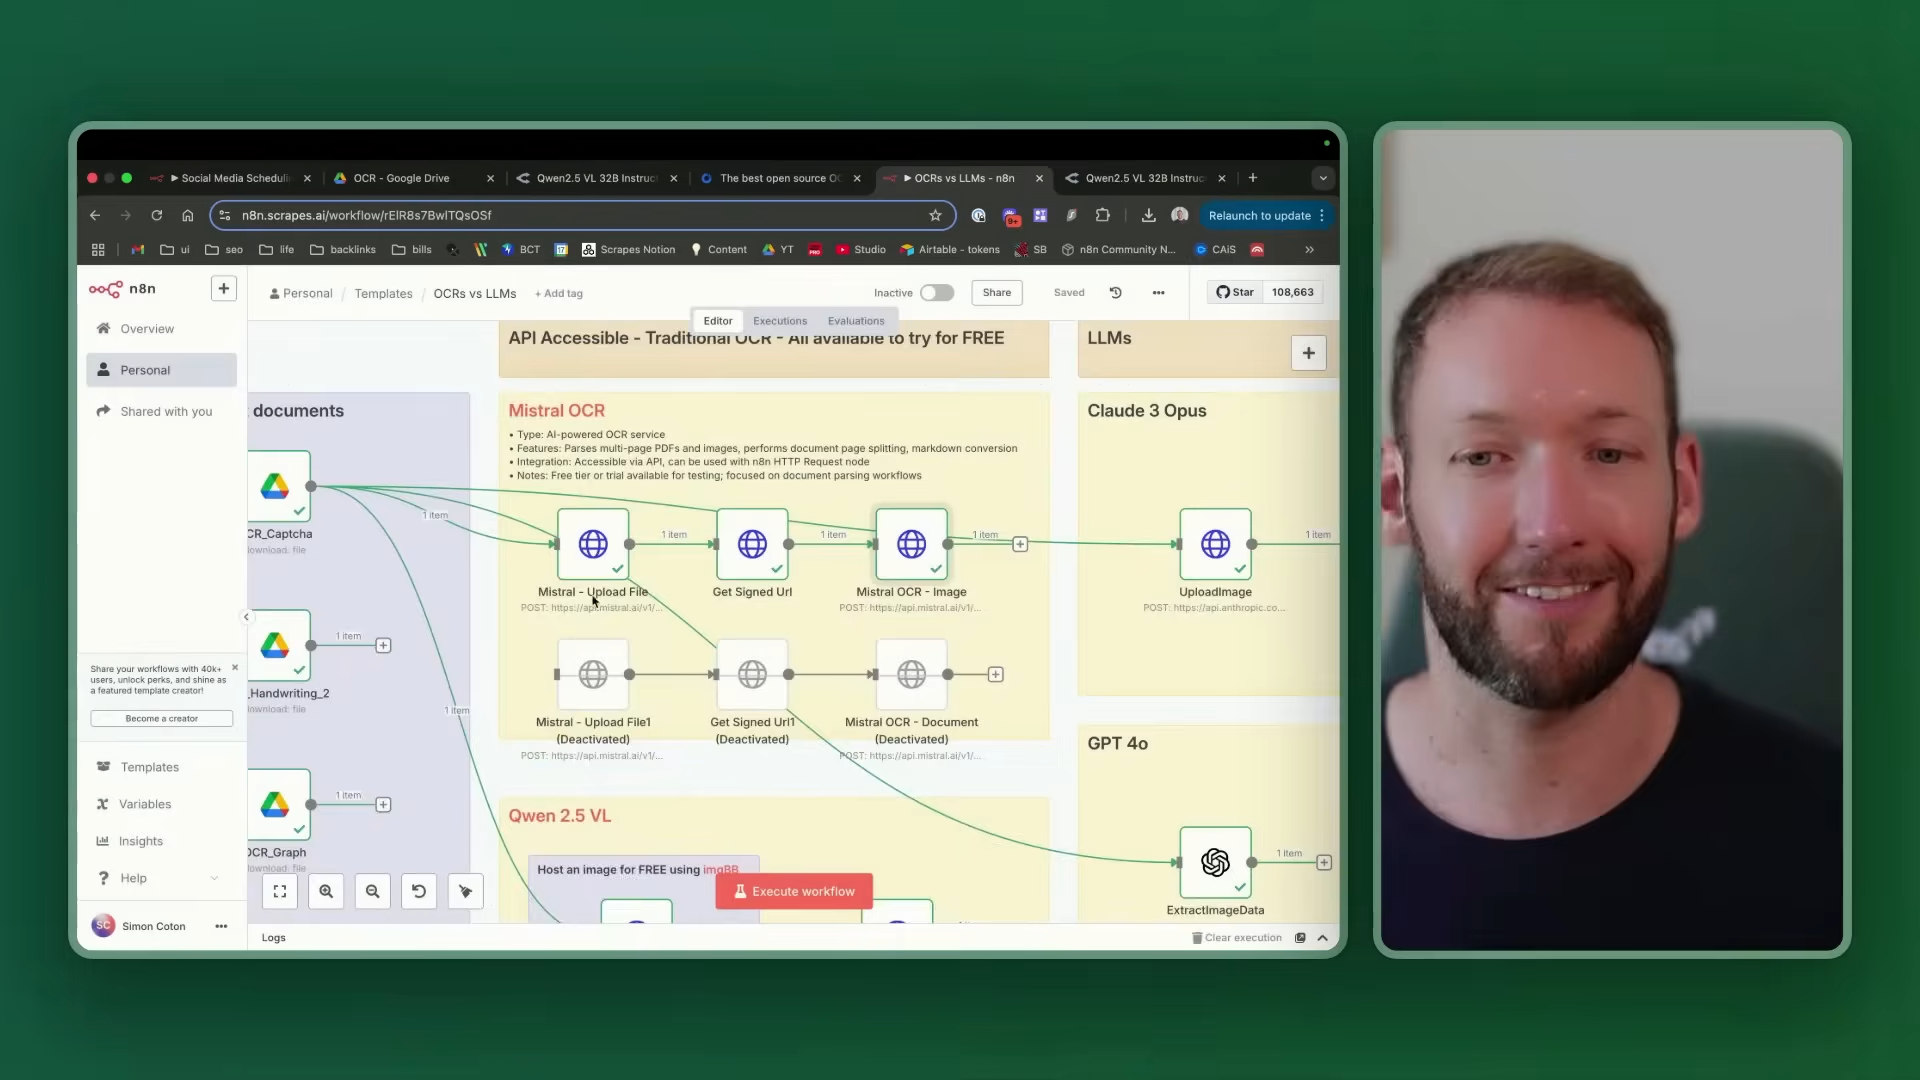 Social Media Scheduli
OCR - Google Drive
Qwen2.5 VL 32B Instruc
The best open source O
OCRs vs LLMs - n8n
Qwen2.5 VL 32B Instruc
n8n.scrapes.ai/workflow/rElR8s7BwlTQsOSf
9+
Relaunch to update
ui
seo
life
backlinks
bills
BCT
Scrapes Notion
Content
YT
Studio
Airtable - tokens
SB
n8n Community N...
CAiS
n8n
Personal / Templates / OCRs vs LLMs + Add tag
Inactive
Share
Saved
Star 108,663
Editor
Executions
Evaluations
Overview
Personal
Shared with you
Share your workflows with 40k+
users, unlock perks, and shine as
a featured template creator!
Become a creator
Templates
Variables
Insights
Help
SC Simon Coton
documents
CR_Captcha
ownload: file
1 item
_Handwriting_2
ownload: file
1 item
OCR_Graph
ownload: file
1 item
1 item
API Accessible - Traditional OCR - All available to try for FREE
Mistral OCR
• Type: AI-powered OCR service
• Features: Parses multi-page PDFs and images, performs document page splitting, markdown conversion
• Integration: Accessible via API, can be used with n8n HTTP Request node
• Notes: Free tier or trial available for testing; focused on document parsing workflows
1 item
1 item
1 item
Mistral - Upload File
POST: https://api.mistral.ai/v1/...
Get Signed Url
Mistral OCR - Image
POST: https://api.mistral.ai/v1/...
Mistral - Upload File1
(Deactivated)
POST: https://api.mistral.ai/v1/...
Get Signed Url1
(Deactivated)
Mistral OCR - Document
(Deactivated)
POST: https://api.mistral.ai/v1/...
Qwen 2.5 VL
Host an image for FREE using imgBB
Execute workflow
LLMs
Claude 3 Opus
1 item
UploadImage
POST: https://api.anthropic.co...
GPT 4o
1 item
ExtractImageData
Logs
Clear execution